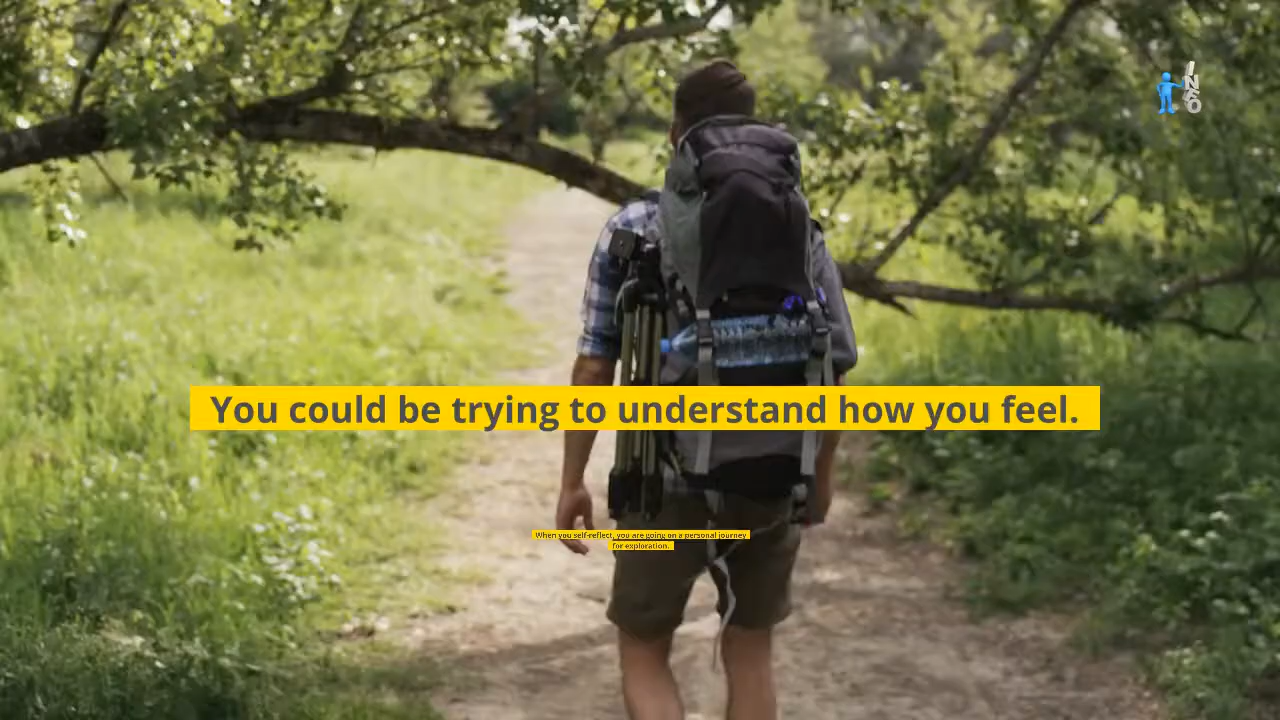 INFO
You could be trying to understand how you feel.
When you self-reflect, you are going on a personal journey
for exploration.